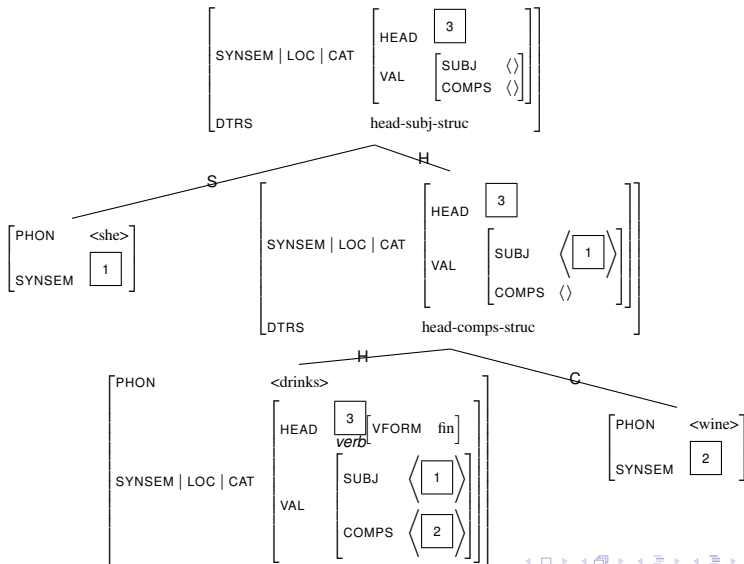 HEAD 3
SYNSEM | LOC | CAT
VAL [SUBJ ⟨⟩
COMPS ⟨⟩]
DTRS head-subj-struc
S H
PHON <she>
SYNSEM 1
HEAD 3
SYNSEM | LOC | CAT
VAL [SUBJ ⟨1⟩
COMPS ⟨⟩]
DTRS head-comps-struc
H C
PHON <drinks>
HEAD 3 verb[VFORM fin]
SYNSEM | LOC | CAT
VAL [SUBJ ⟨1⟩
COMPS ⟨2⟩]
PHON <wine>
SYNSEM 2